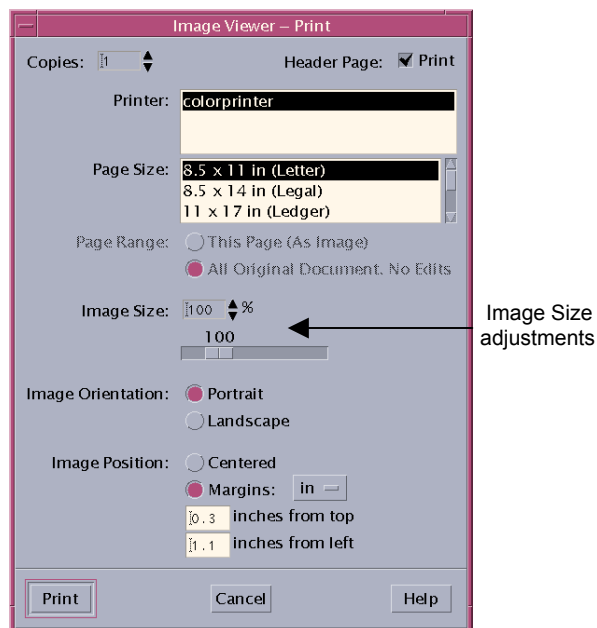 Image Viewer – Print
Copies: 1 Header Page: Print
Printer: colorprinter
Page Size: 8.5 x 11 in (Letter)
8.5 x 14 in (Legal)
11 x 17 in (Ledger)
Page Range: This Page (As Image)
All Original Document. No Edits
Image Size: 100 %
100
Image Size
adjustments
Image Orientation: Portrait
Landscape
Image Position: Centered
Margins: in
0.3 inches from top
1.1 inches from left
Print Cancel Help